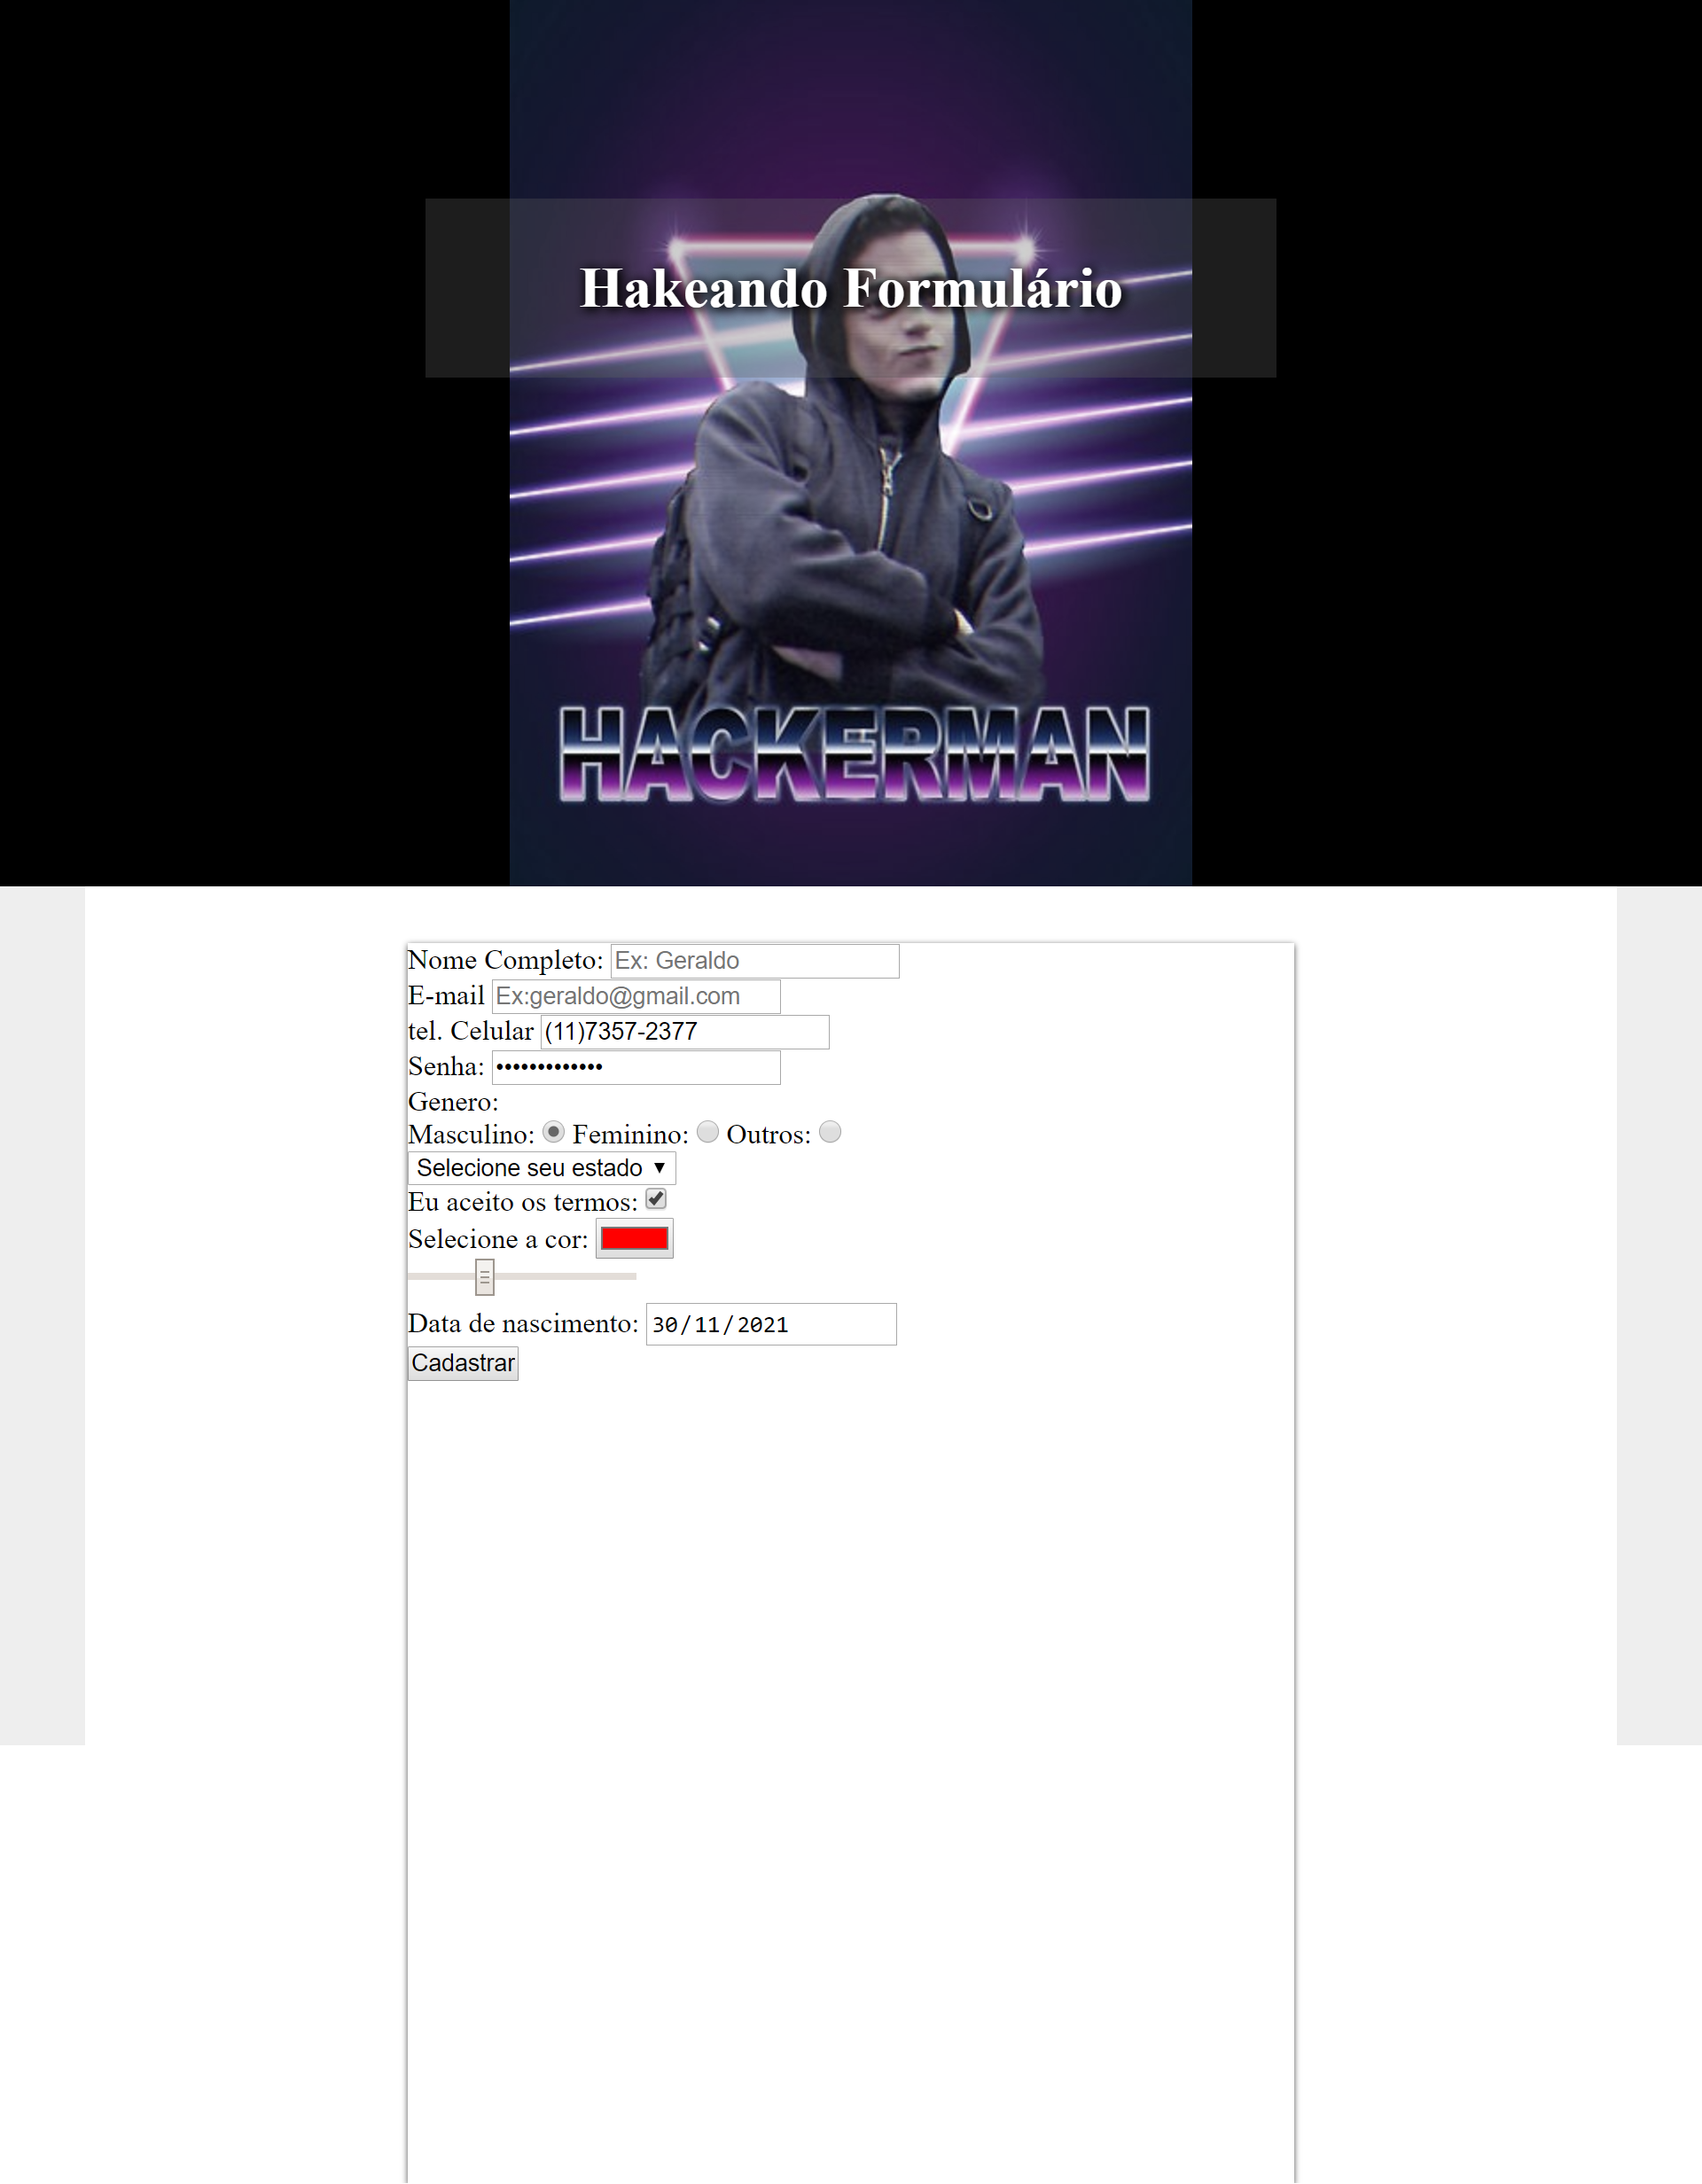 Hakeando Formulário
HACKERMAN
Nome Completo: Ex: Geraldo
E-mail Ex:geraldo@gmail.com
tel. Celular (11)7357-2377
Senha: •••••••••••••
Genero:
Masculino: Feminino: Outros:
Selecione seu estado
Eu aceito os termos:
Selecione a cor:
Data de nascimento: 30/11/2021
Cadastrar